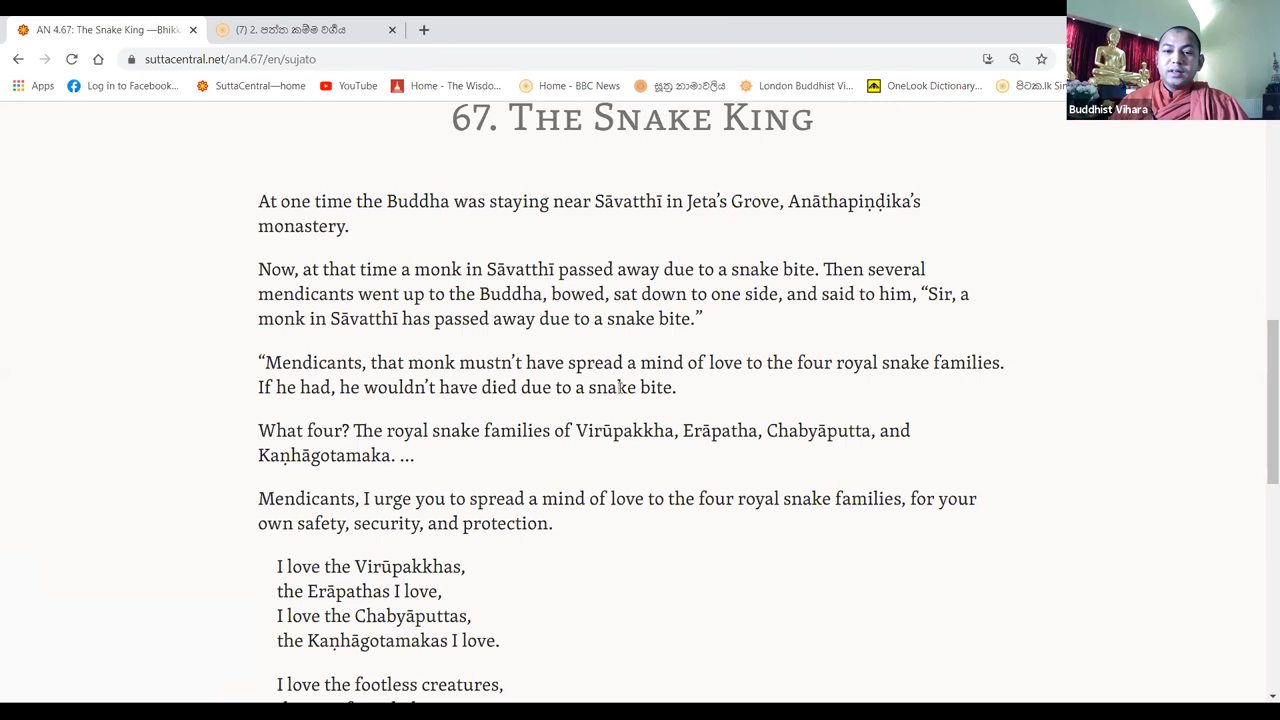 AN 4.67: The Snake King —Bhikk
(7) 2. පත්ත කම්ම වර්ගය
suttacentral.net/an4.67/en/sujato
Apps
Log in to Facebook...
SuttaCentral—home
YouTube
Home - The Wisdo...
Home - BBC News
සූත්‍ර නාමාවලිය
London Buddhist Vi...
OneLook Dictionary...
පිටක.lk Sin
Buddhist Vihara
67. The Snake King
At one time the Buddha was staying near Sāvatthī in Jeta’s Grove, Anāthapiṇḍika’s
monastery.
Now, at that time a monk in Sāvatthī passed away due to a snake bite. Then several
mendicants went up to the Buddha, bowed, sat down to one side, and said to him, “Sir, a
monk in Sāvatthī has passed away due to a snake bite.”
“Mendicants, that monk mustn’t have spread a mind of love to the four royal snake families.
If he had, he wouldn’t have died due to a snake bite.
What four? The royal snake families of Virūpakkha, Erāpatha, Chabyāputta, and
Kaṇhāgotamaka. ...
Mendicants, I urge you to spread a mind of love to the four royal snake families, for your
own safety, security, and protection.
I love the Virūpakkhas,
the Erāpathas I love,
I love the Chabyāputtas,
the Kaṇhāgotamakas I love.
I love the footless creatures,